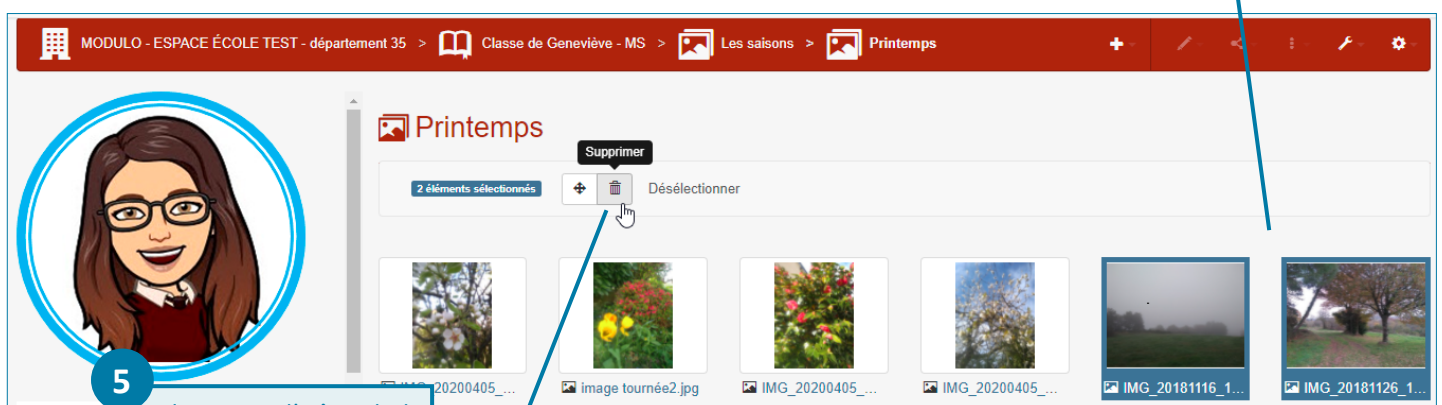 MODULO - ESPACE ÉCOLE TEST - département 35 > Classe de Geneviève - MS > Les saisons > Printemps
Printemps
Supprimer
2 éléments sélectionnés Désélectionner
IMG_20200405_... image tournée2.jpg IMG_20200405_... IMG_20200405_... IMG_20181116_1... IMG_20181126_1...
5